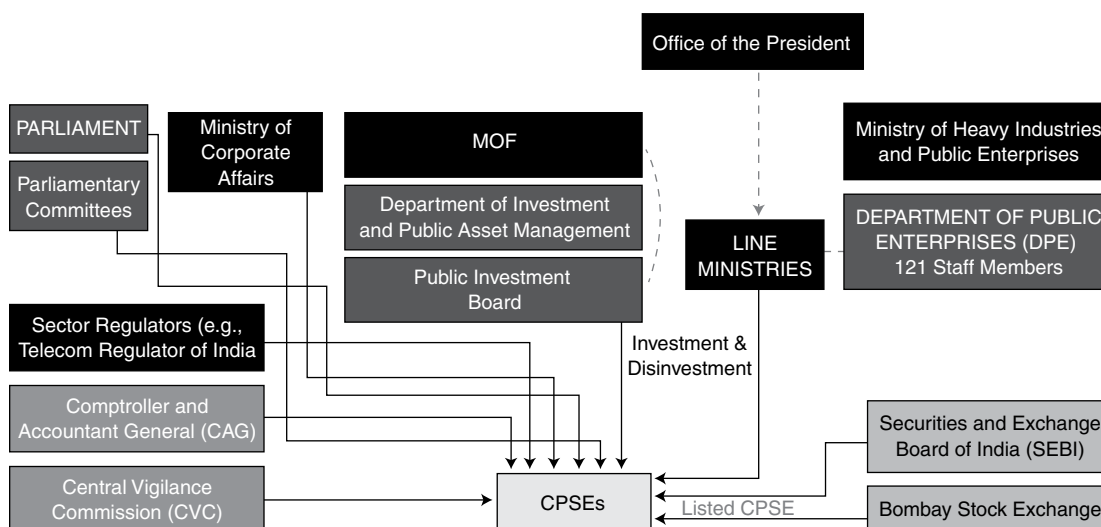 Office of the President
PARLIAMENT
Parliamentary
Committees
Ministry of
Corporate
Affairs
MOF
Department of Investment
and Public Asset Management
Public Investment
Board
LINE
MINISTRIES
Ministry of Heavy Industries
and Public Enterprises
DEPARTMENT OF PUBLIC
ENTERPRISES (DPE)
121 Staff Members
Sector Regulators (e.g.,
Telecom Regulator of India
Investment &
Disinvestment
Comptroller and
Accountant General (CAG)
Central Vigilance
Commission (CVC)
CPSEs
Listed CPSE
Securities and Exchange
Board of India (SEBI)
Bombay Stock Exchange